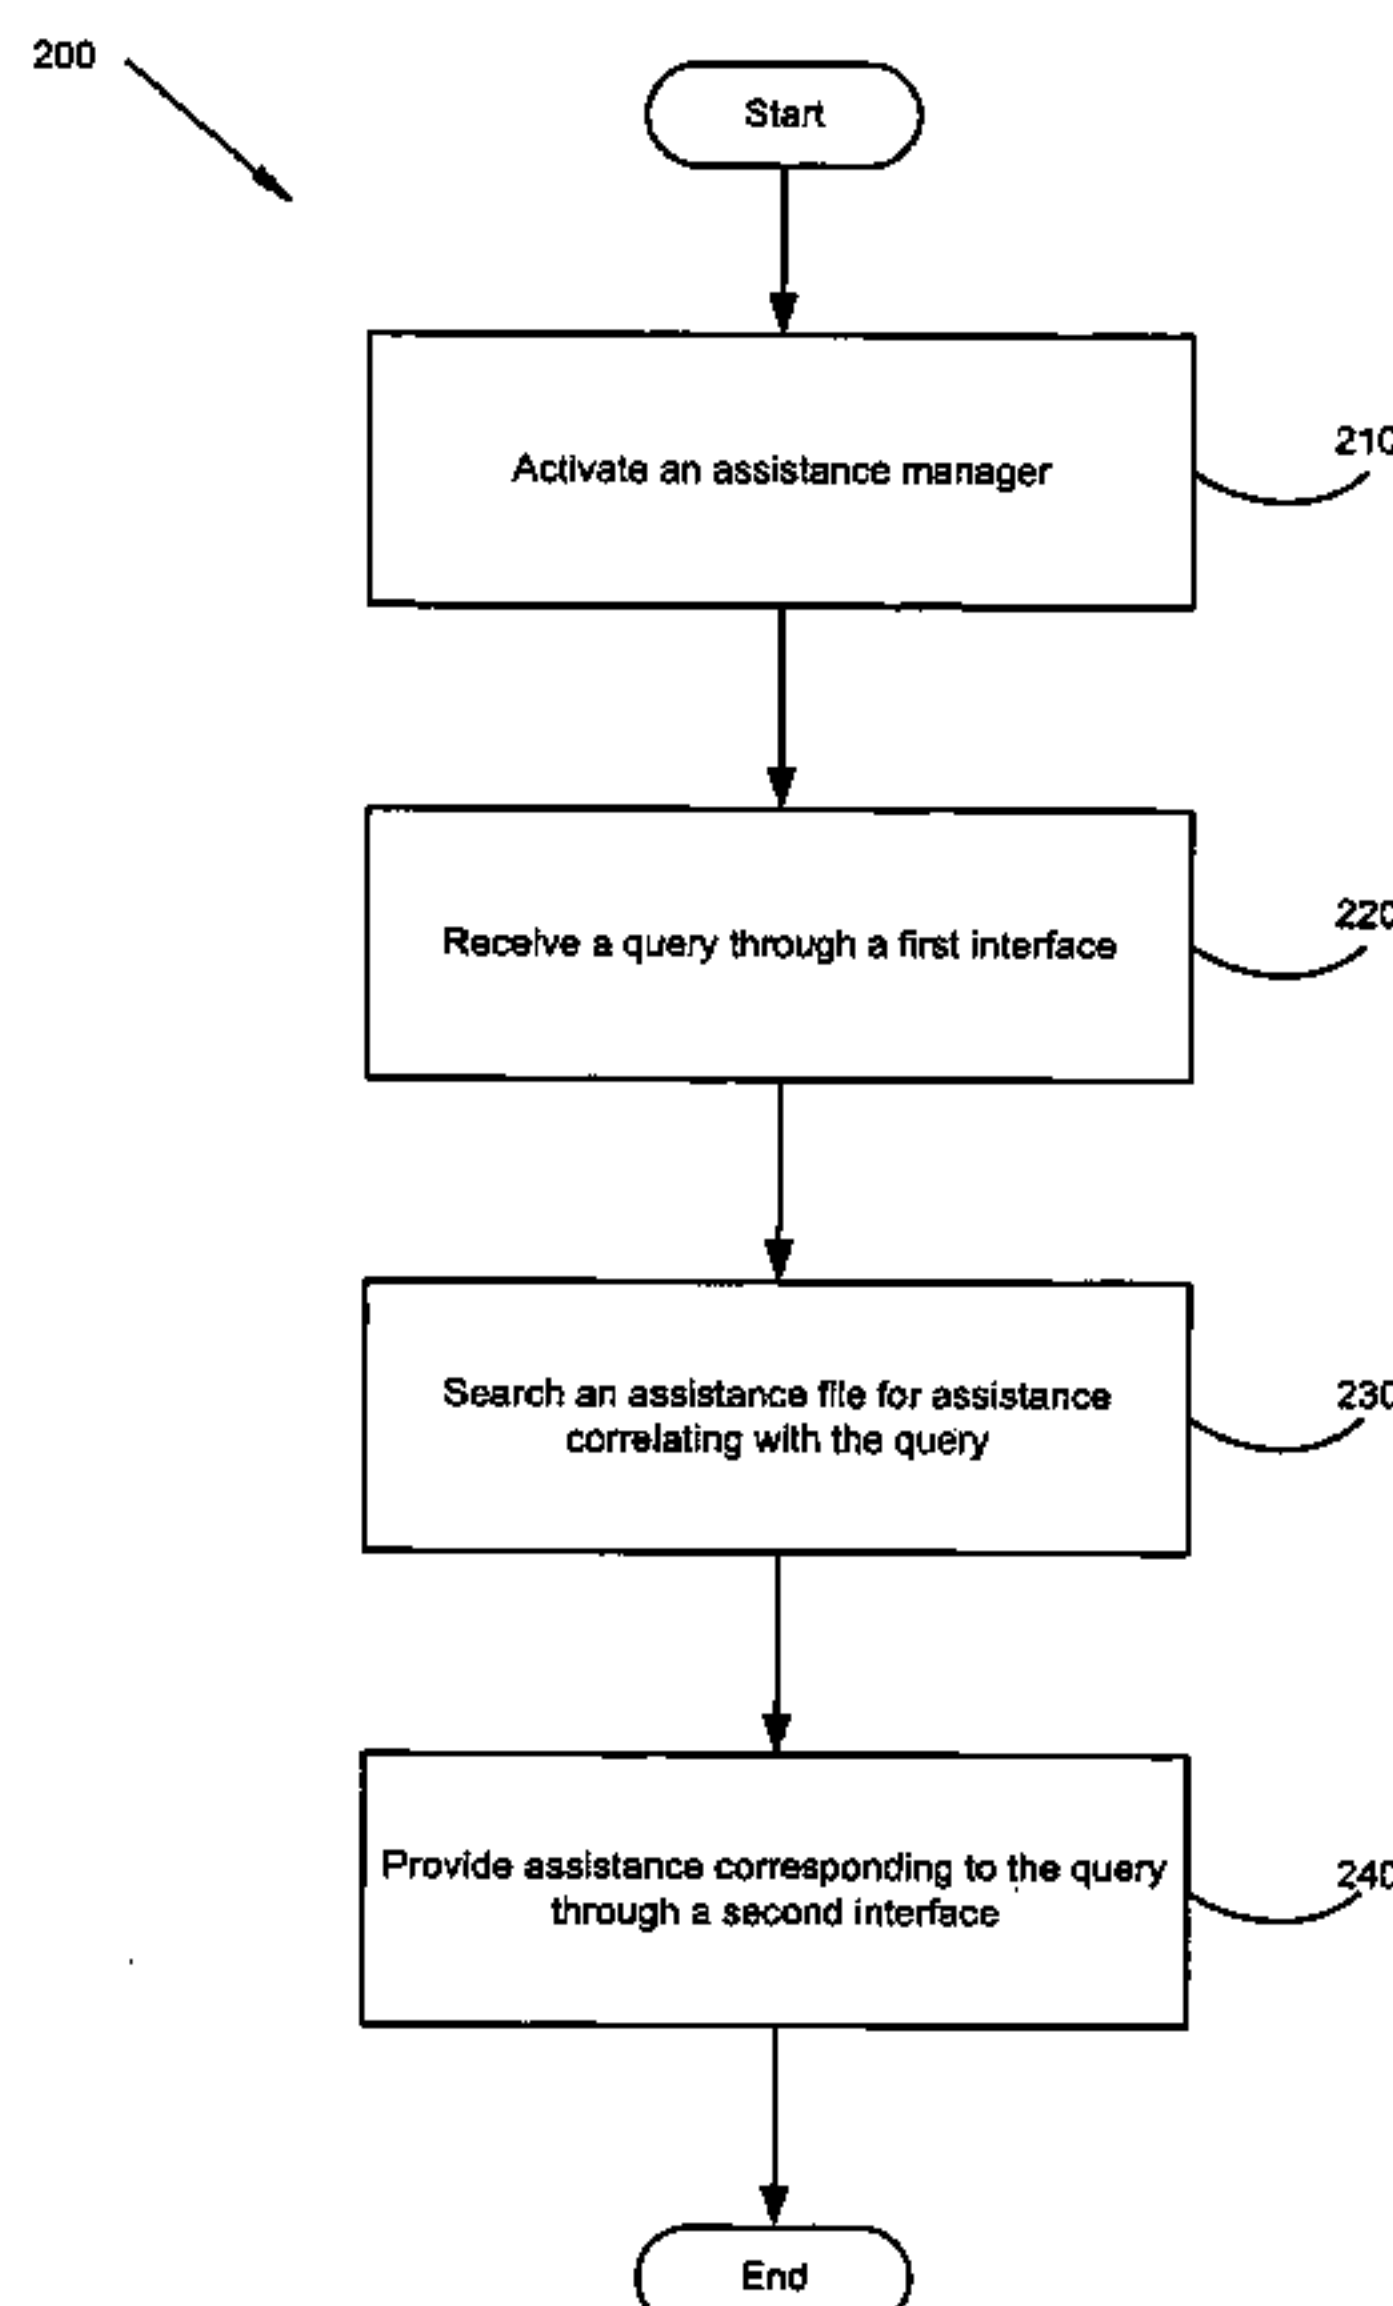 200
Start
Activate an assistance manager
210
Receive a query through a first interface
220
Search an assistance file for assistance
correlating with the query
230
Provide assistance corresponding to the query
through a second interface
240
End